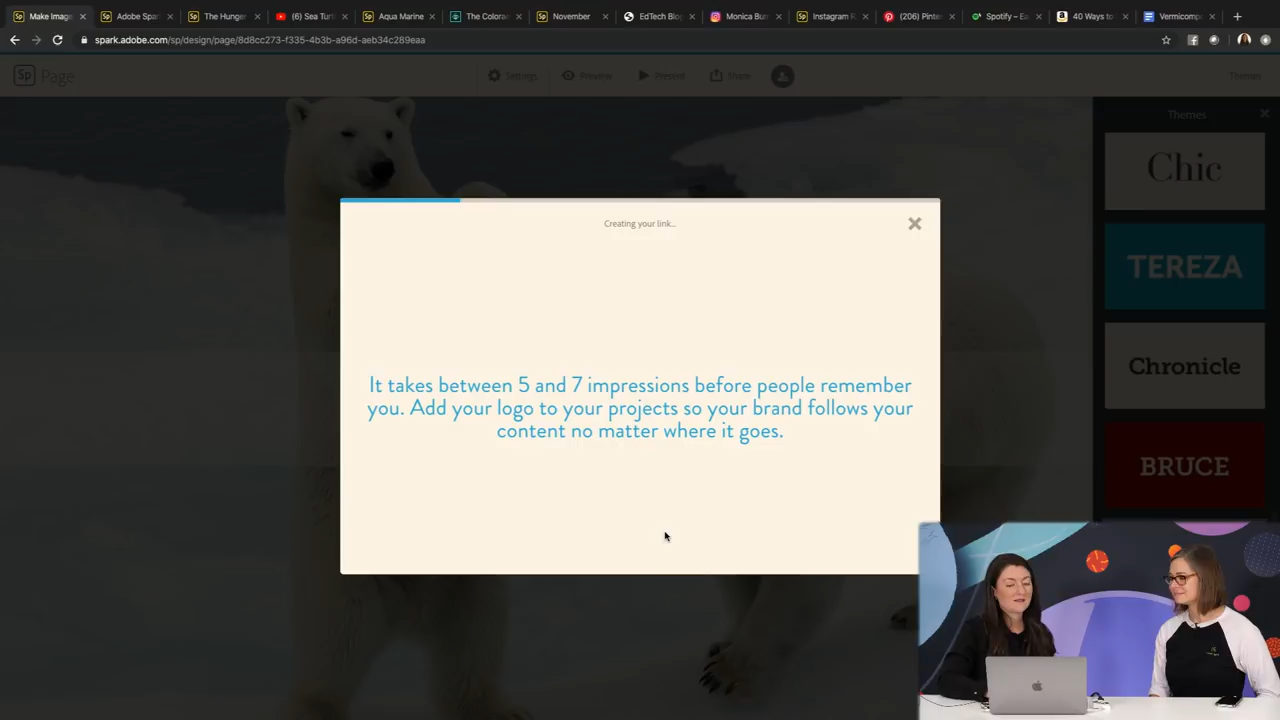 Make Image
Adobe Spa
The Hunger
(6) Sea Turt
Aqua Marine
The Colorad
November
EdTech Blog
Monica Bur
Instagram R
(206) Pinter
Spotify – Ea
40 Ways to
Vermicomp
spark.adobe.com/sp/design/page/8d8cc273-f335-4b3b-a96d-aeb34c289eaa
Sp Page
Settings
Preview
Present
Share
Themes
Themes
Chic
TEREZA
Chronicle
BRUCE
Creating your link...
It takes between 5 and 7 impressions before people remember
you. Add your logo to your projects so your brand follows your
content no matter where it goes.